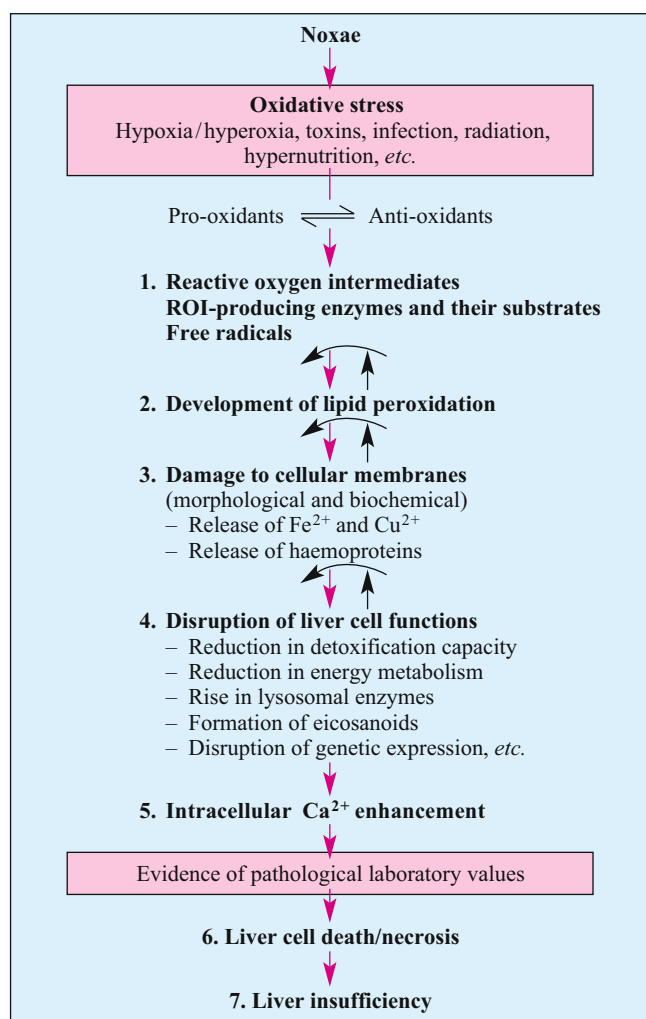 Noxae
Oxidative stress
Hypoxia/hyperoxia, toxins, infection, radiation,
hypernutrition, etc.
Pro-oxidants ⇌ Anti-oxidants
1. Reactive oxygen intermediates
ROI-producing enzymes and their substrates
Free radicals
2. Development of lipid peroxidation
3. Damage to cellular membranes
(morphological and biochemical)
– Release of Fe²⁺ and Cu²⁺
– Release of haemoproteins
4. Disruption of liver cell functions
– Reduction in detoxification capacity
– Reduction in energy metabolism
– Rise in lysosomal enzymes
– Formation of eicosanoids
– Disruption of genetic expression, etc.
5. Intracellular Ca²⁺ enhancement
Evidence of pathological laboratory values
6. Liver cell death/necrosis
7. Liver insufficiency